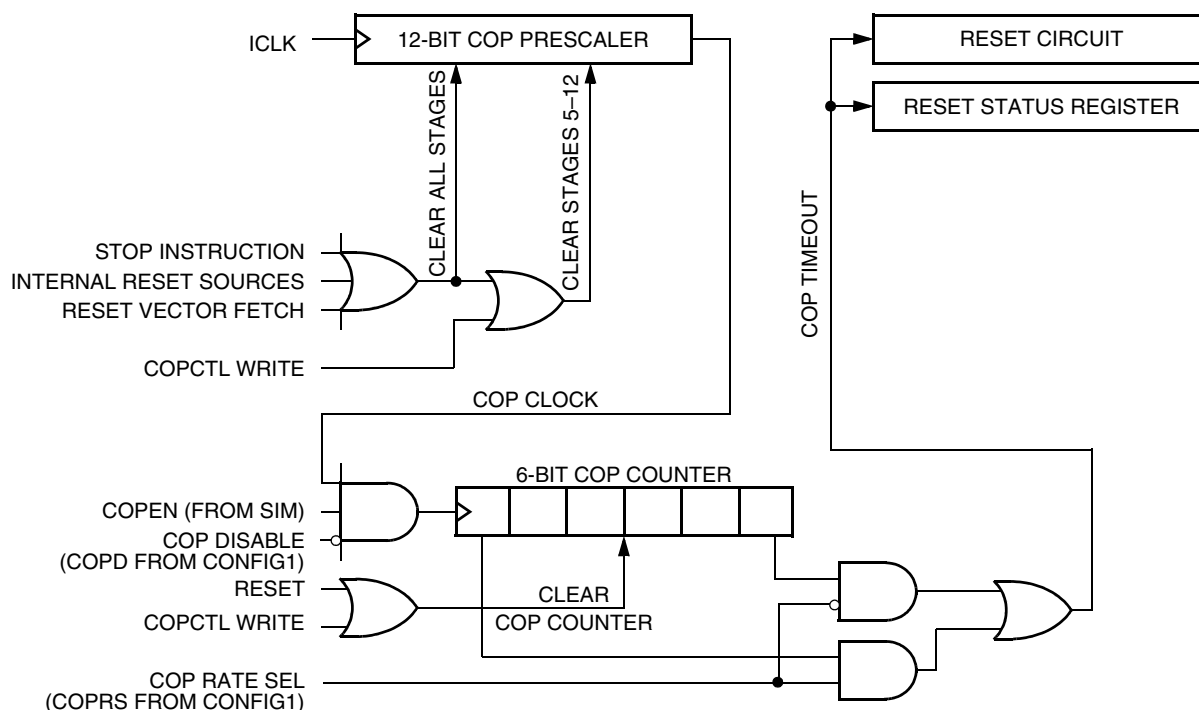 ICLK
12-BIT COP PRESCALER
RESET CIRCUIT
RESET STATUS REGISTER
CLEAR ALL STAGES
CLEAR STAGES 5–12
COP TIMEOUT
STOP INSTRUCTION
INTERNAL RESET SOURCES
RESET VECTOR FETCH
COPCTL WRITE
COP CLOCK
6-BIT COP COUNTER
COPEN (FROM SIM)
COP DISABLE
(COPD FROM CONFIG1)
RESET
COPCTL WRITE
CLEAR
COP COUNTER
COP RATE SEL
(COPRS FROM CONFIG1)